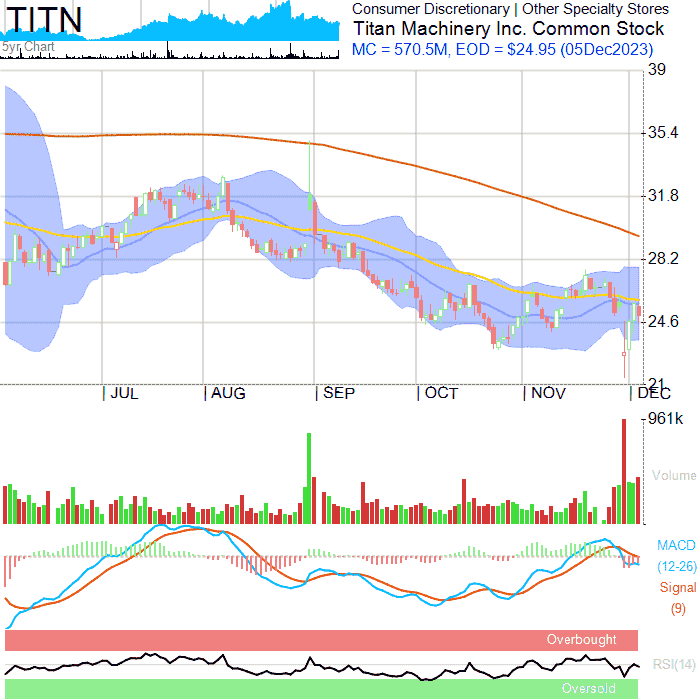 TITN
5yr Chart
Consumer Discretionary | Other Specialty Stores
Titan Machinery Inc. Common Stock
MC = 570.5M, EOD = $24.95 (05Dec2023)
39
35.4
31.8
28.2
24.6
21
JUL AUG SEP OCT NOV DEC
961k
Volume
MACD
(12-26)
Signal
(9)
Overbought
RSI(14)
Oversold